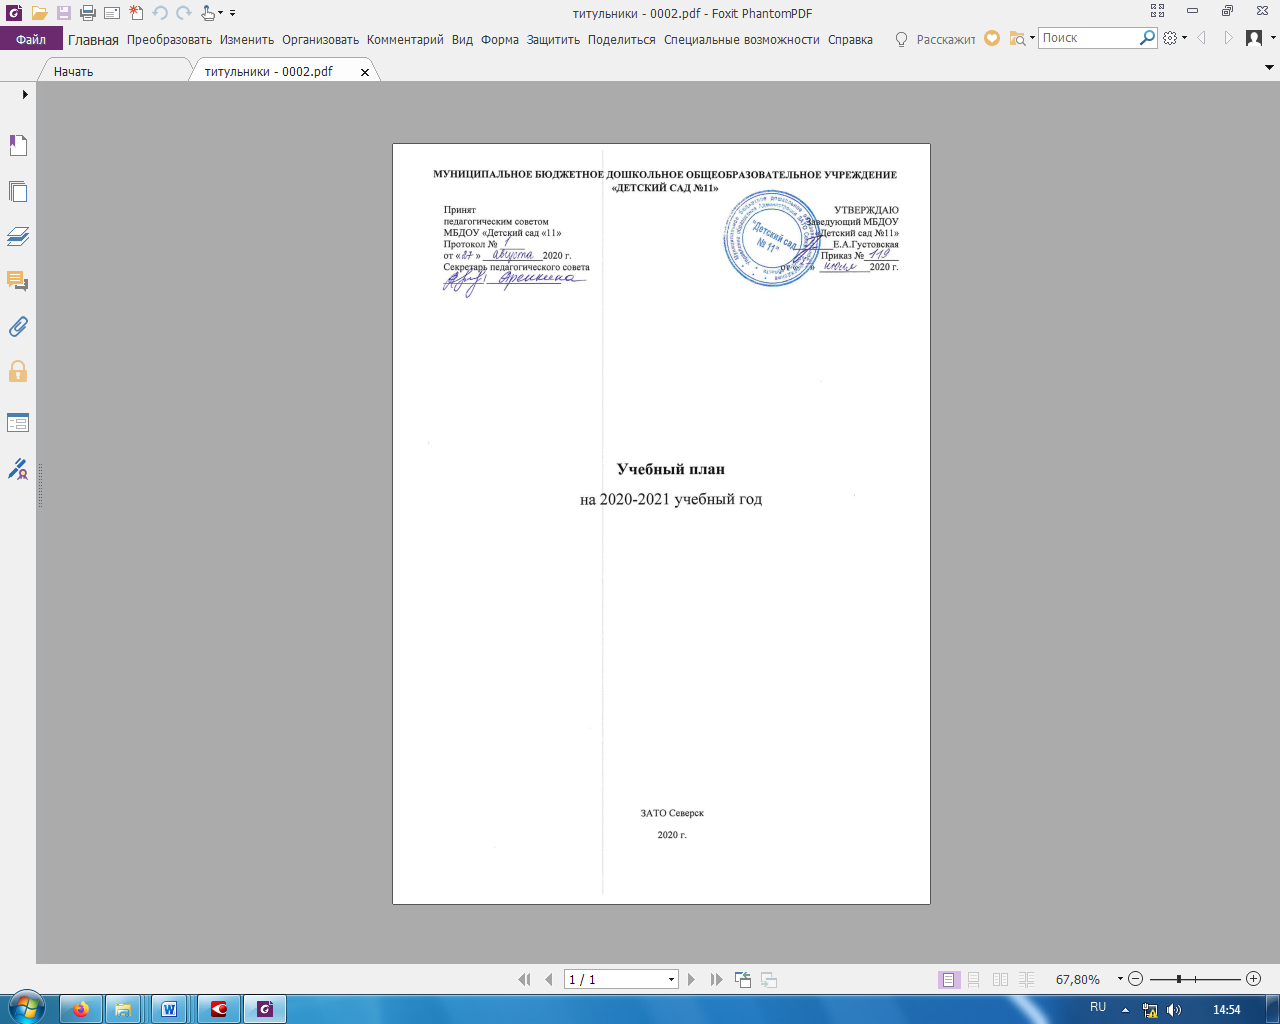 титульники - 0002.pdf - Foxit PhantomPDF
Файл Главная Преобразовать Изменить Организовать Комментарий Вид Форма Защитить Поделиться Специальные возможности Справка Расскажит Поиск
Начать титульники - 0002.pdf
МУНИЦИПАЛЬНОЕ БЮДЖЕТНОЕ ДОШКОЛЬНОЕ ОБЩЕОБРАЗОВАТЕЛЬНОЕ УЧРЕЖДЕНИЕ
«ДЕТСКИЙ САД №11»
Принят
педагогическим советом
МБДОУ «Детский сад «11»
Протокол № 1
от «27» августа 2020 г.
Секретарь педагогического совета
УТВЕРЖДАЮ
Заведующий МБДОУ
«Детский сад №11»
Е.А.Густовская
Приказ № 119
от « » июля 2020 г.
"Детский сад
№ 11"
Учебный план
на 2020-2021 учебный год
ЗАТО Северск
2020 г.
1 / 1
67,80%
RU
14:54